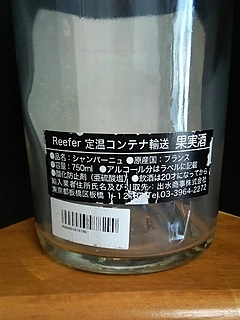 Reefer 定温コンテナ輸送 果実酒
●品名:シャンパーニュ ●原産国:フランス
●容量:750ml ●アルコール分はラベルに記載
●酸化防止剤(亜硫酸塩) ●飲酒は20才になってから
輸入業者住所氏名及び引取先:出水商事株式会社
東京都板橋区板橋1-12- Tel.03-3964-2272